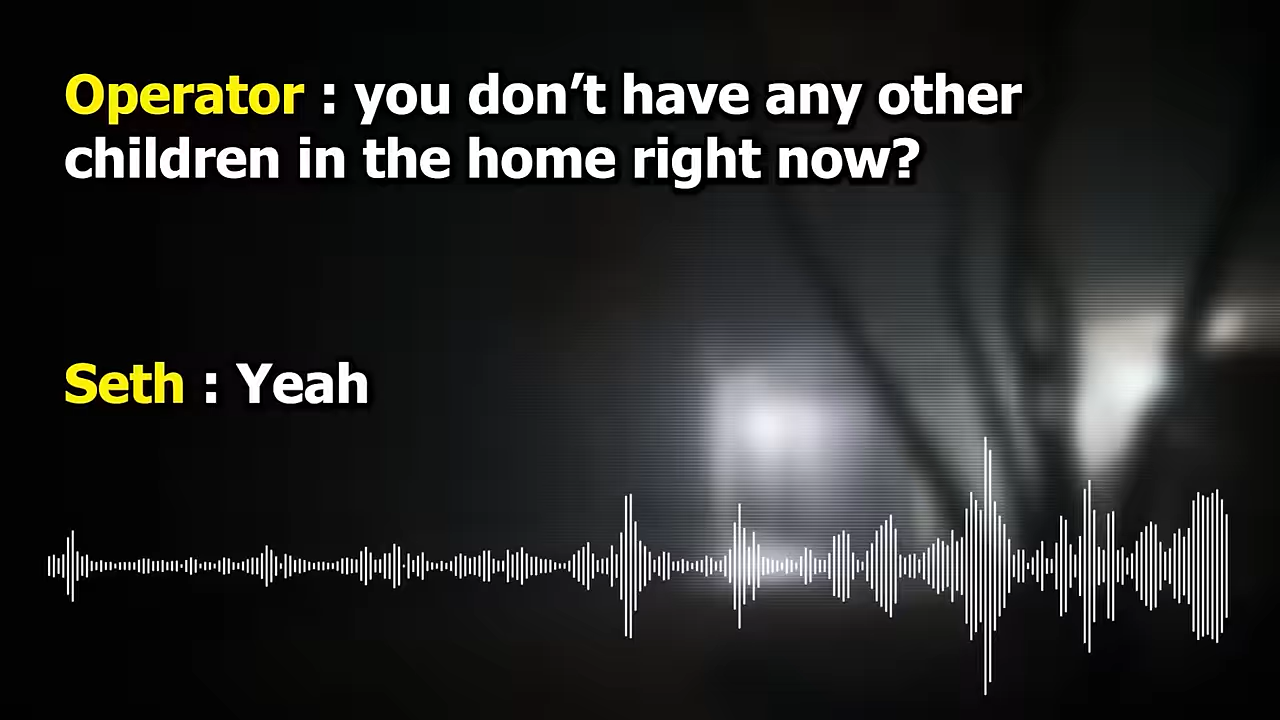 Operator : you don’t have any other
children in the home right now?
Seth : Yeah